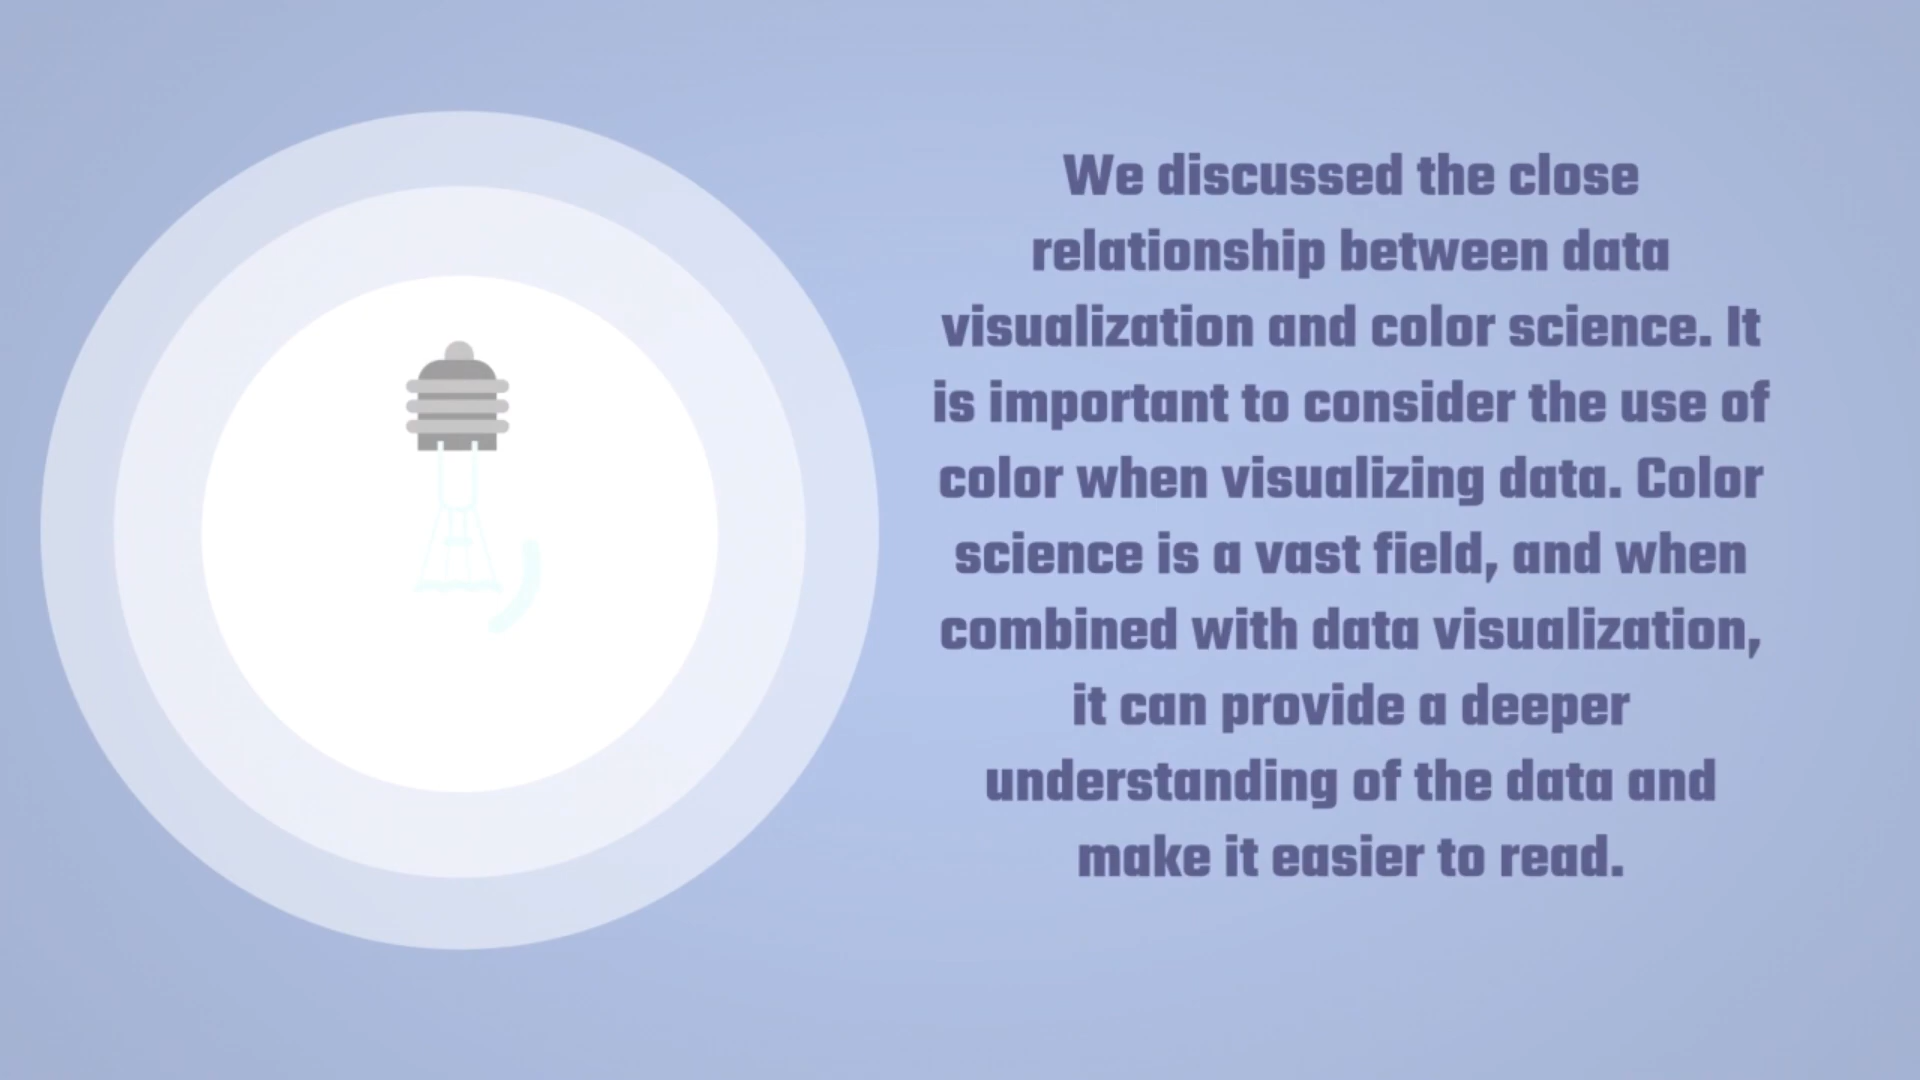 We discussed the close
relationship between data
visualization and color science. It
is important to consider the use of
color when visualizing data. Color
science is a vast field, and when
combined with data visualization,
it can provide a deeper
understanding of the data and
make it easier to read.